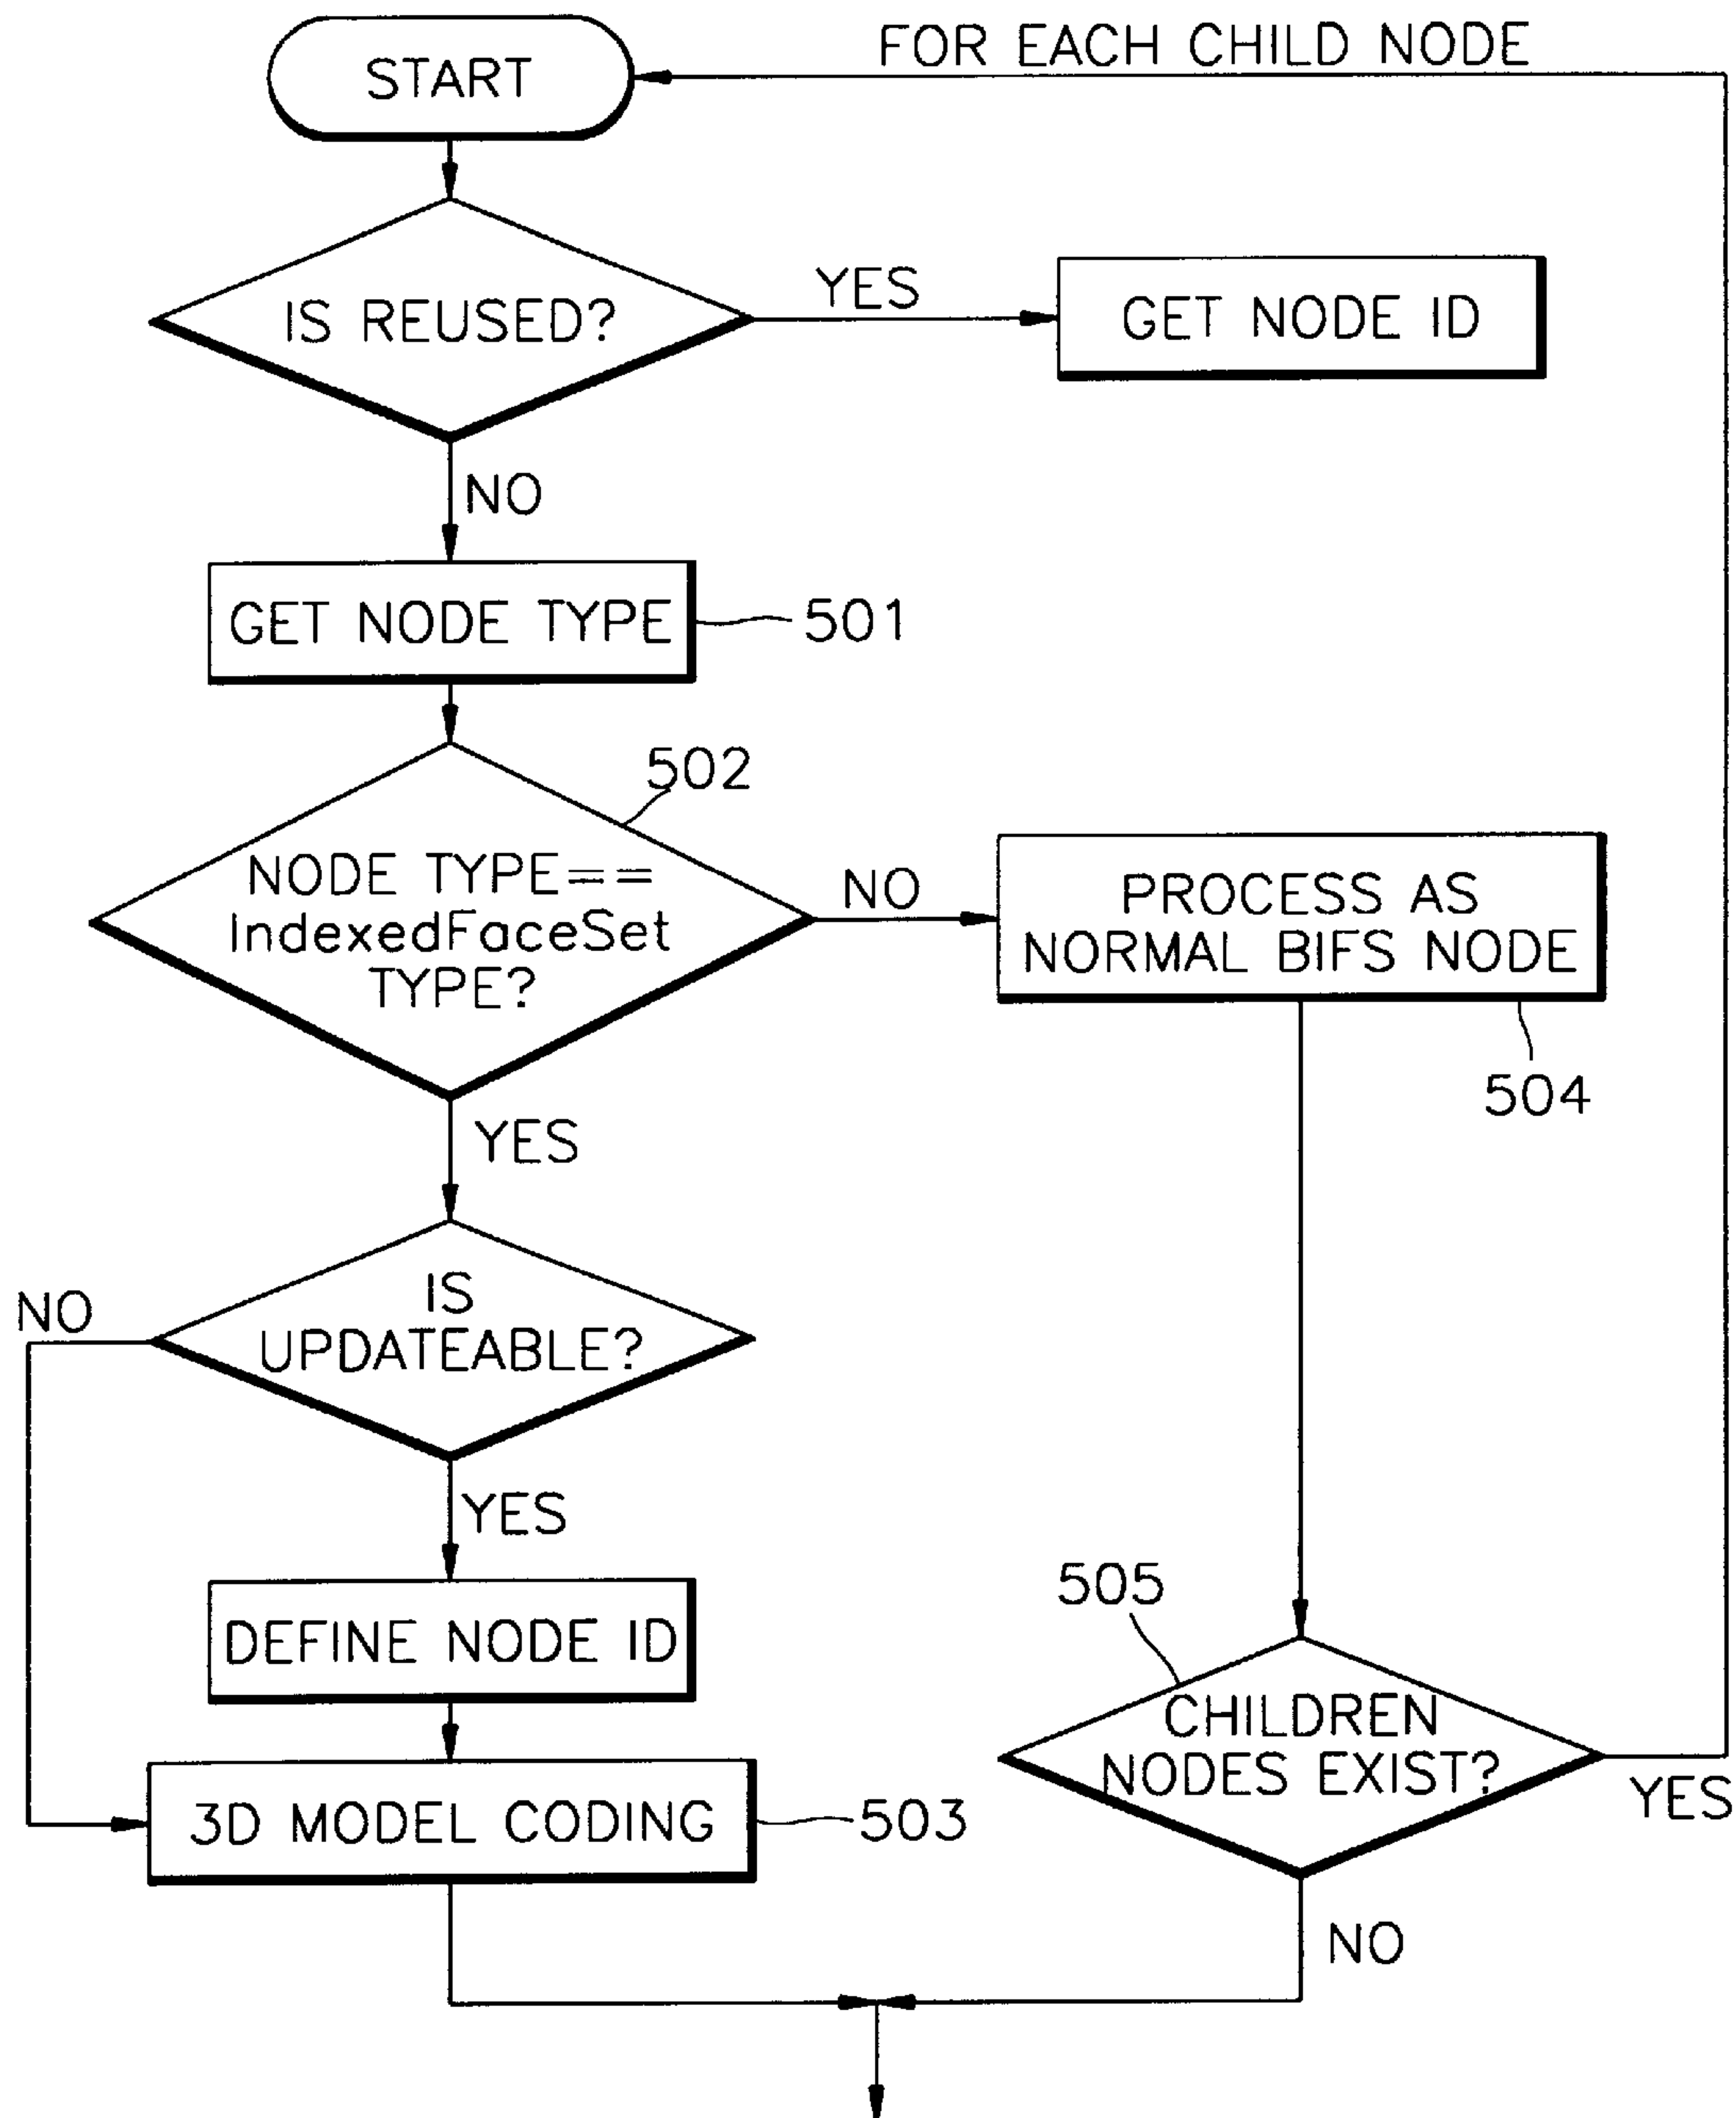 FOR EACH CHILD NODE
START
IS REUSED?
YES
GET NODE ID
NO
GET NODE TYPE
501
502
NODE TYPE==
IndexedFaceSet
TYPE?
NO
PROCESS AS
NORMAL BIFS NODE
504
YES
IS
UPDATEABLE?
NO
YES
DEFINE NODE ID
505
CHILDREN
NODES EXIST?
YES
3D MODEL CODING
503
NO